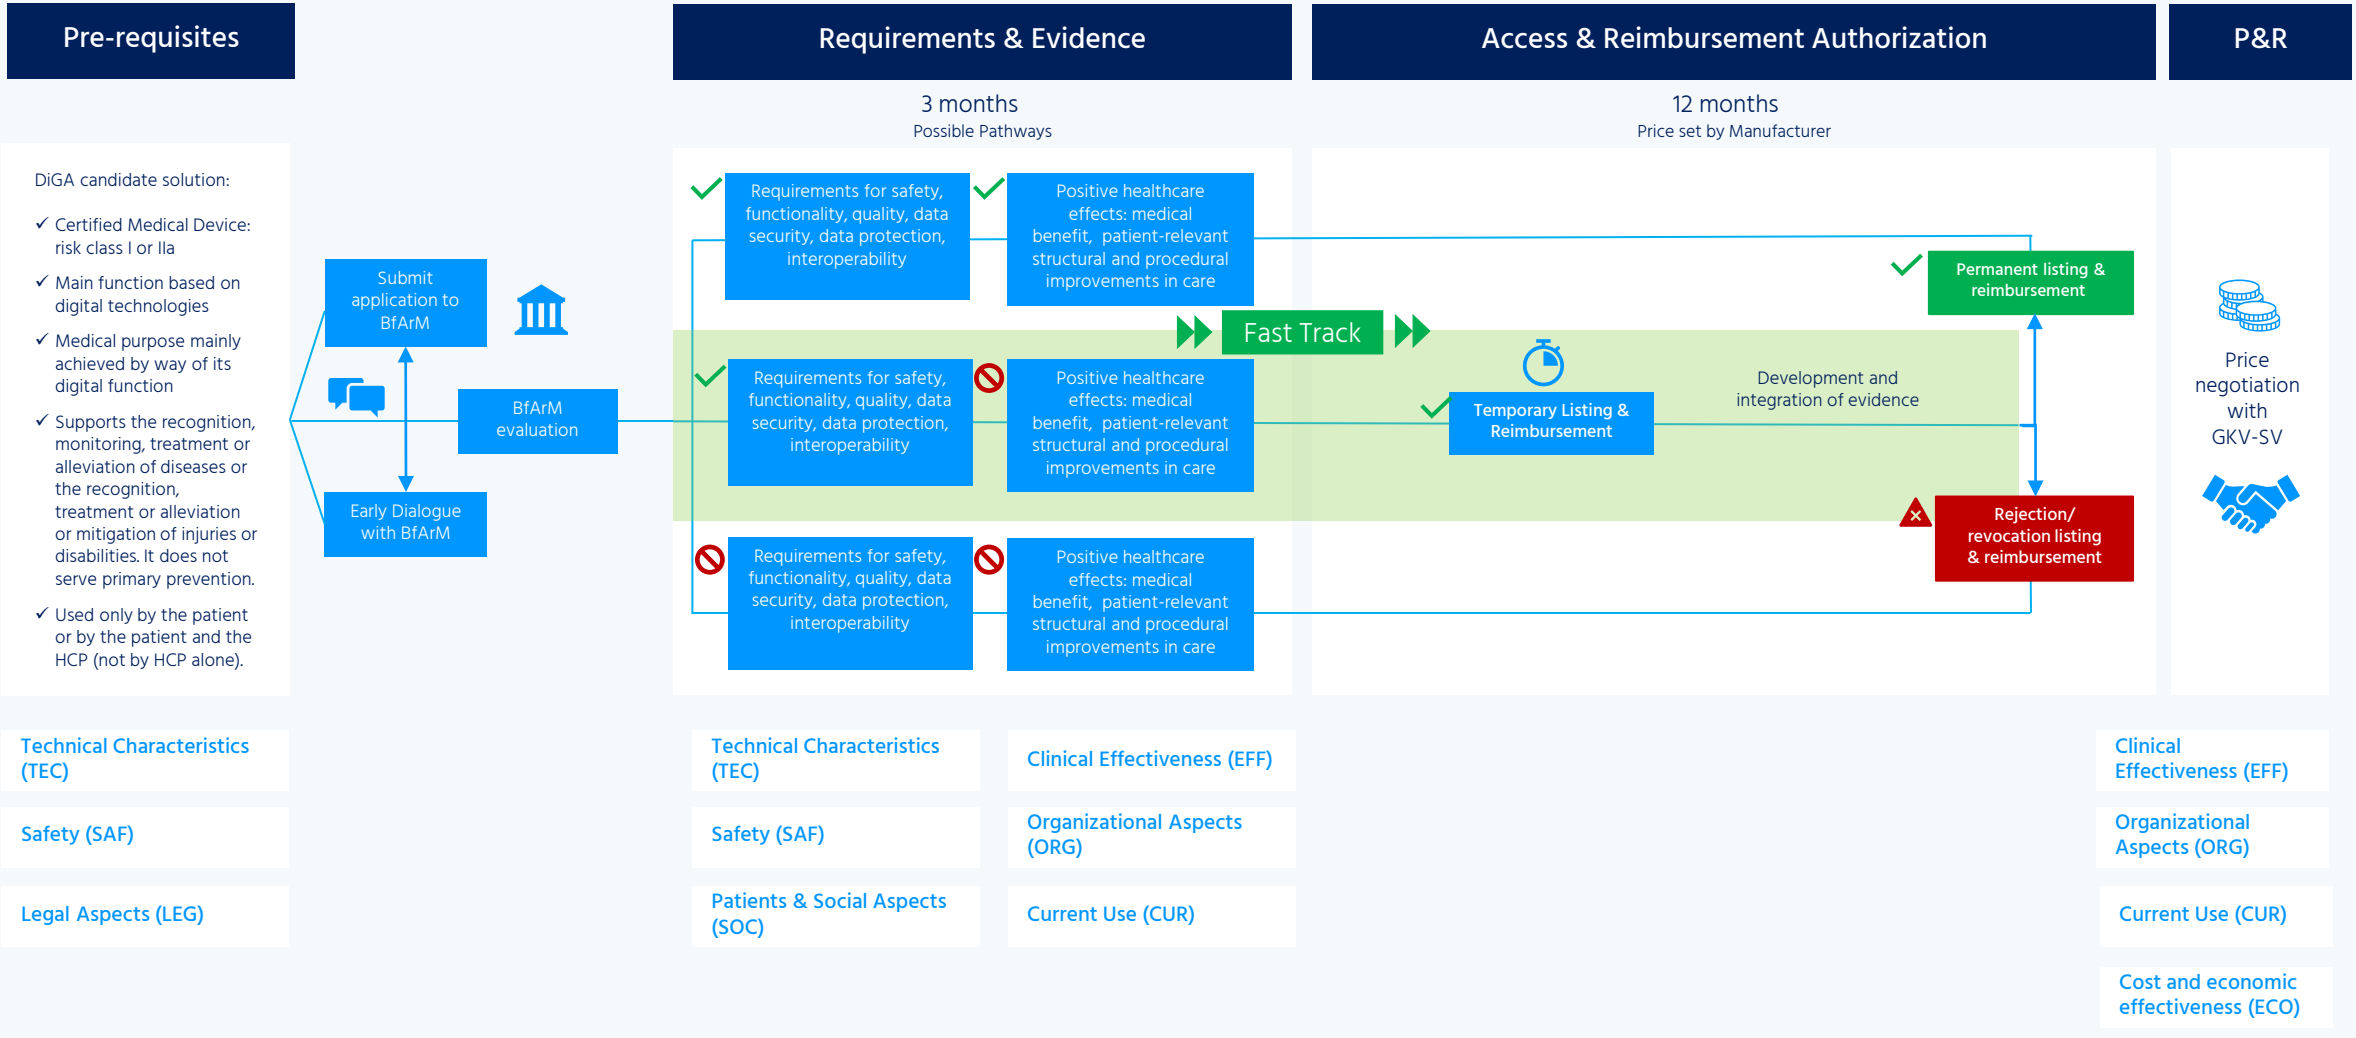 Pre-requisites
Requirements & Evidence
Access & Reimbursement Authorization
P&R
3 months
Possible Pathways
12 months
Price set by Manufacturer
DiGA candidate solution:
Certified Medical Device:
risk class I or IIa
Main function based on
digital technologies
Medical purpose mainly
achieved by way of its
digital function
Supports the recognition,
monitoring, treatment or
alleviation of diseases or
the recognition,
treatment or alleviation
or mitigation of injuries or
disabilities. It does not
serve primary prevention.
Used only by the patient
or by the patient and the
HCP (not by HCP alone).
Submit
application to
BfArM
BfArM
evaluation
Early Dialogue
with BfArM
Requirements for safety,
functionality, quality, data
security, data protection,
interoperability
Positive healthcare
effects: medical
benefit, patient-relevant
structural and procedural
improvements in care
Fast Track
Requirements for safety,
functionality, quality, data
security, data protection,
interoperability
Positive healthcare
effects: medical
benefit, patient-relevant
structural and procedural
improvements in care
Requirements for safety,
functionality, quality, data
security, data protection,
interoperability
Positive healthcare
effects: medical
benefit, patient-relevant
structural and procedural
improvements in care
Temporary Listing &
Reimbursement
Development and
integration of evidence
Permanent listing &
reimbursement
Rejection/
revocation listing
& reimbursement
Price
negotiation
with
GKV-SV
Technical Characteristics
(TEC)
Safety (SAF)
Legal Aspects (LEG)
Technical Characteristics
(TEC)
Safety (SAF)
Patients & Social Aspects
(SOC)
Clinical Effectiveness (EFF)
Organizational Aspects
(ORG)
Current Use (CUR)
Clinical
Effectiveness (EFF)
Organizational
Aspects (ORG)
Current Use (CUR)
Cost and economic
effectiveness (ECO)